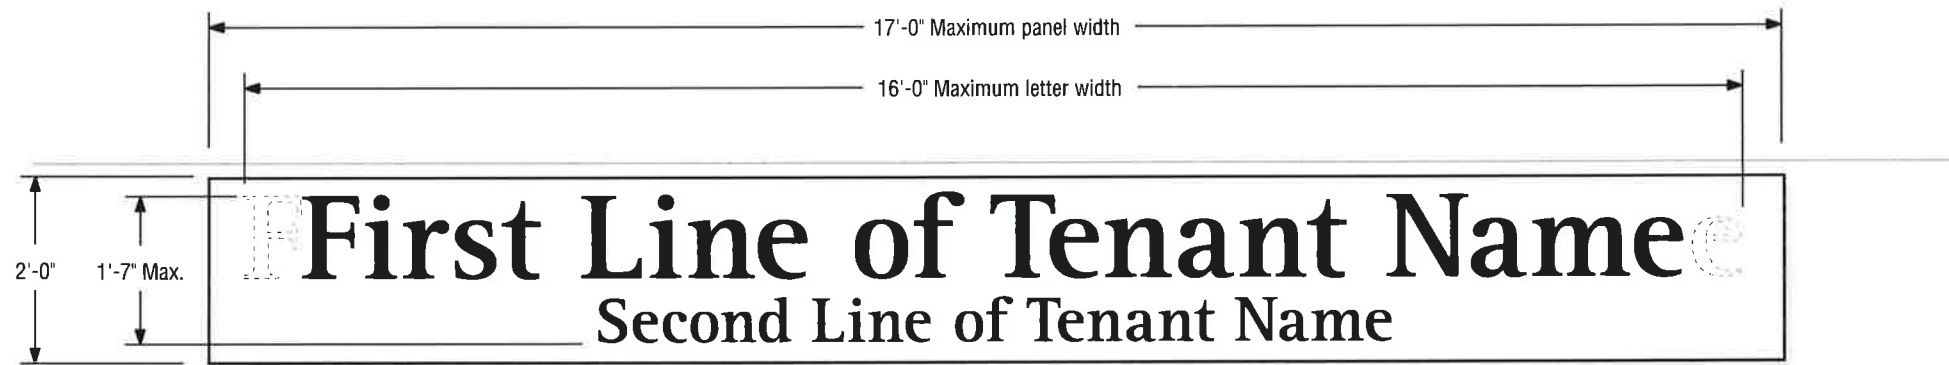 17'-0" Maximum panel width
16'-0" Maximum letter width
First Line of Tenant Name
2'-0"
1'-7" Max.
Second Line of Tenant Name